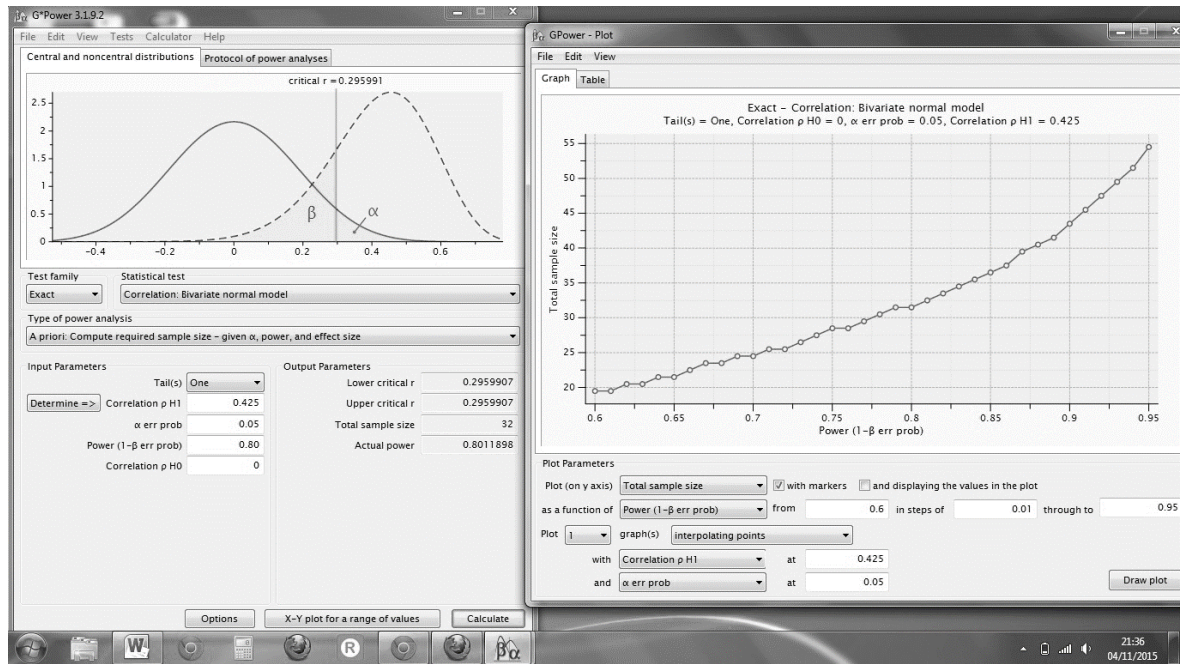 G*Power 3.1.9.2
File Edit View Tests Calculator Help
Central and noncentral distributions Protocol of power analyses
critical r = 0.295991
2.5
2
1.5
1
0.5
0
β
α
-0.4 -0.2 0 0.2 0.4 0.6
Test family Statistical test
Exact Correlation: Bivariate normal model
Type of power analysis
A priori: Compute required sample size - given α, power, and effect size
Input Parameters Output Parameters
Tail(s) One Lower critical r 0.2959907
Determine => Correlation ρ H1 0.425 Upper critical r 0.2959907
α err prob 0.05 Total sample size 32
Power (1-β err prob) 0.80 Actual power 0.8011898
Correlation ρ H0 0
Options X-Y plot for a range of values Calculate
GPower - Plot
File Edit View
Graph Table
Exact - Correlation: Bivariate normal model
Tail(s) = One, Correlation ρ H0 = 0, α err prob = 0.05, Correlation ρ H1 = 0.425
Total sample size
55
50
45
40
35
30
25
20
0.6 0.65 0.7 0.75 0.8 0.85 0.9 0.95
Power (1-β err prob)
Plot Parameters
Plot (on y axis) Total sample size with markers and displaying the values in the plot
as a function of Power (1-β err prob) from 0.6 in steps of 0.01 through to 0.95
Plot 1 graph(s) interpolating points
with Correlation ρ H1 at 0.425
and α err prob at 0.05
Draw plot
W R βα
21:36
04/11/2015